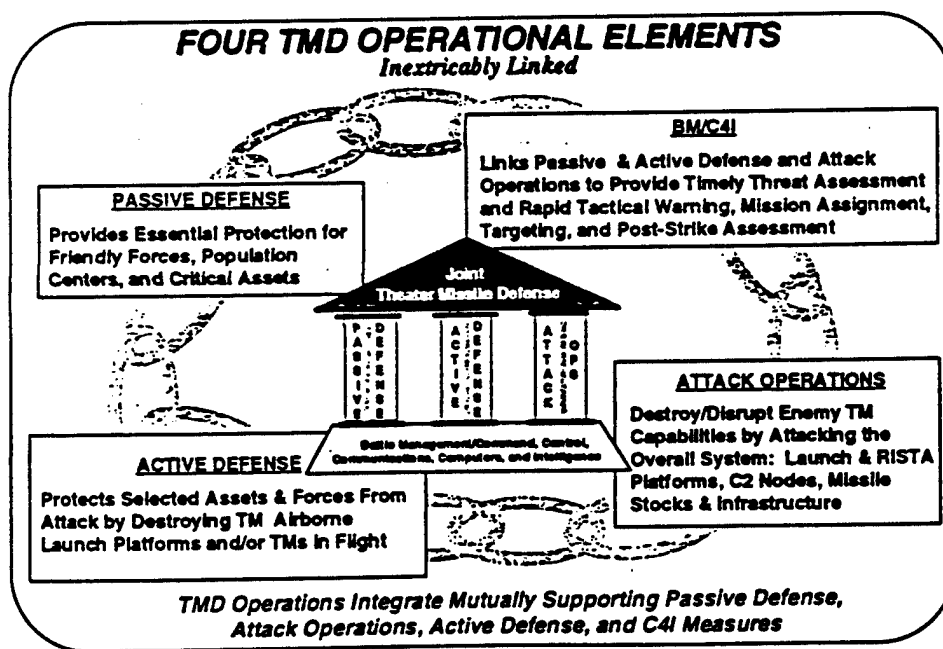 FOUR TMD OPERATIONAL ELEMENTS
Inextricably Linked
BM/C4I
Links Passive & Active Defense and Attack
Operations to Provide Timely Threat Assessment
and Rapid Tactical Warning, Mission Assignment,
Targeting, and Post-Strike Assessment
PASSIVE DEFENSE
Provides Essential Protection for
Friendly Forces, Population
Centers, and Critical Assets
Joint
Theater Missile Defense
PASSIVE
DEFENSE
ACTIVE
DEFENSE
ATTACK
OPS
Battle Management/Command, Control,
Communications, Computers, and Intelligence
ATTACK OPERATIONS
Destroy/Disrupt Enemy TM
Capabilities by Attacking the
Overall System: Launch & RISTA
Platforms, C2 Nodes, Missile
Stocks & Infrastructure
ACTIVE DEFENSE
Protects Selected Assets & Forces From
Attack by Destroying TM Airborne
Launch Platforms and/or TMs in Flight
TMD Operations Integrate Mutually Supporting Passive Defense,
Attack Operations, Active Defense, and C4I Measures